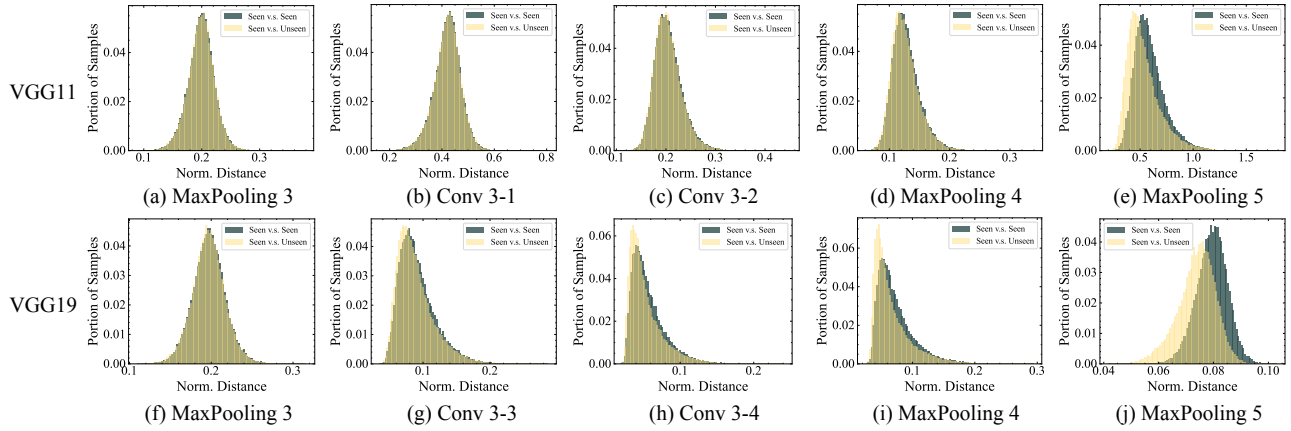 VGG11
Portion of Samples
0.04
0.02
0.00
Seen v.s. Seen
Seen v.s. Unseen
0.1 0.2 0.3
Norm. Distance
(a) MaxPooling 3
Portion of Samples
0.04
0.02
0.00
Seen v.s. Seen
Seen v.s. Unseen
0.2 0.4 0.6 0.8
Norm. Distance
(b) Conv 3-1
Portion of Samples
0.04
0.02
0.00
Seen v.s. Seen
Seen v.s. Unseen
0.1 0.2 0.3 0.4
Norm. Distance
(c) Conv 3-2
Portion of Samples
0.04
0.02
0.00
Seen v.s. Seen
Seen v.s. Unseen
0.1 0.2 0.3
Norm. Distance
(d) MaxPooling 4
Portion of Samples
0.04
0.02
0.00
Seen v.s. Seen
Seen v.s. Unseen
0.5 1.0 1.5
Norm. Distance
(e) MaxPooling 5
VGG19
Portion of Samples
0.04
0.03
0.02
0.01
0.00
Seen v.s. Seen
Seen v.s. Unseen
0.1 0.2 0.3
Norm. Distance
(f) MaxPooling 3
Portion of Samples
0.04
0.03
0.02
0.01
0.00
Seen v.s. Seen
Seen v.s. Unseen
0.1 0.2
Norm. Distance
(g) Conv 3-3
Portion of Samples
0.06
0.04
0.02
0.00
Seen v.s. Seen
Seen v.s. Unseen
0.1 0.2
Norm. Distance
(h) Conv 3-4
Portion of Samples
0.06
0.04
0.02
0.00
Seen v.s. Seen
Seen v.s. Unseen
0.1 0.2 0.3
Norm. Distance
(i) MaxPooling 4
Portion of Samples
0.04
0.03
0.02
0.01
0.00
Seen v.s. Seen
Seen v.s. Unseen
0.04 0.06 0.08 0.10
Norm. Distance
(j) MaxPooling 5